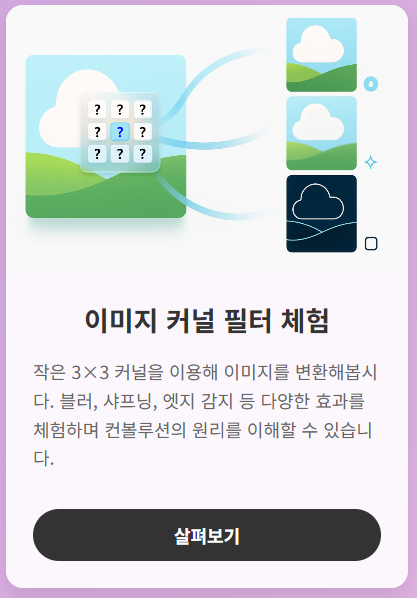 ? ? ?
? ? ?
? ? ?
이미지 커널 필터 체험
작은 3×3 커널을 이용해 이미지를 변환해봅시
다. 블러, 샤프닝, 엣지 감지 등 다양한 효과를
체험하며 컨볼루션의 원리를 이해할 수 있습니
다.
살펴보기